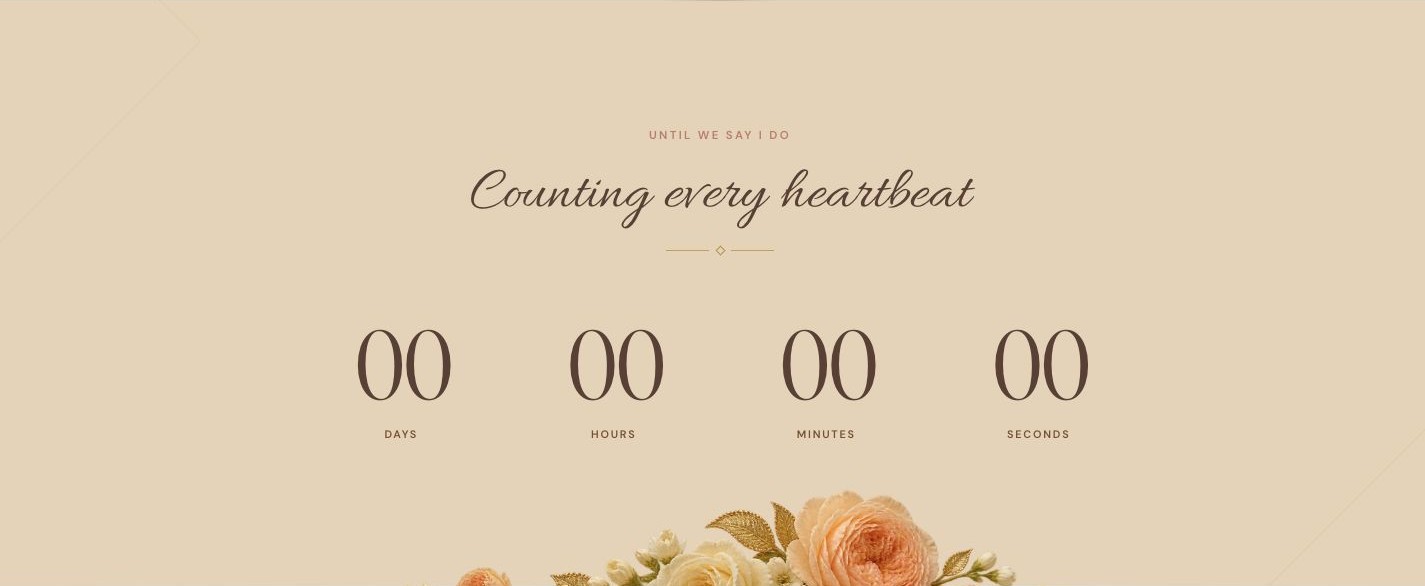 UNTIL WE SAY I DO
Counting every heartbeat
00 00 00 00
DAYS HOURS MINUTES SECONDS